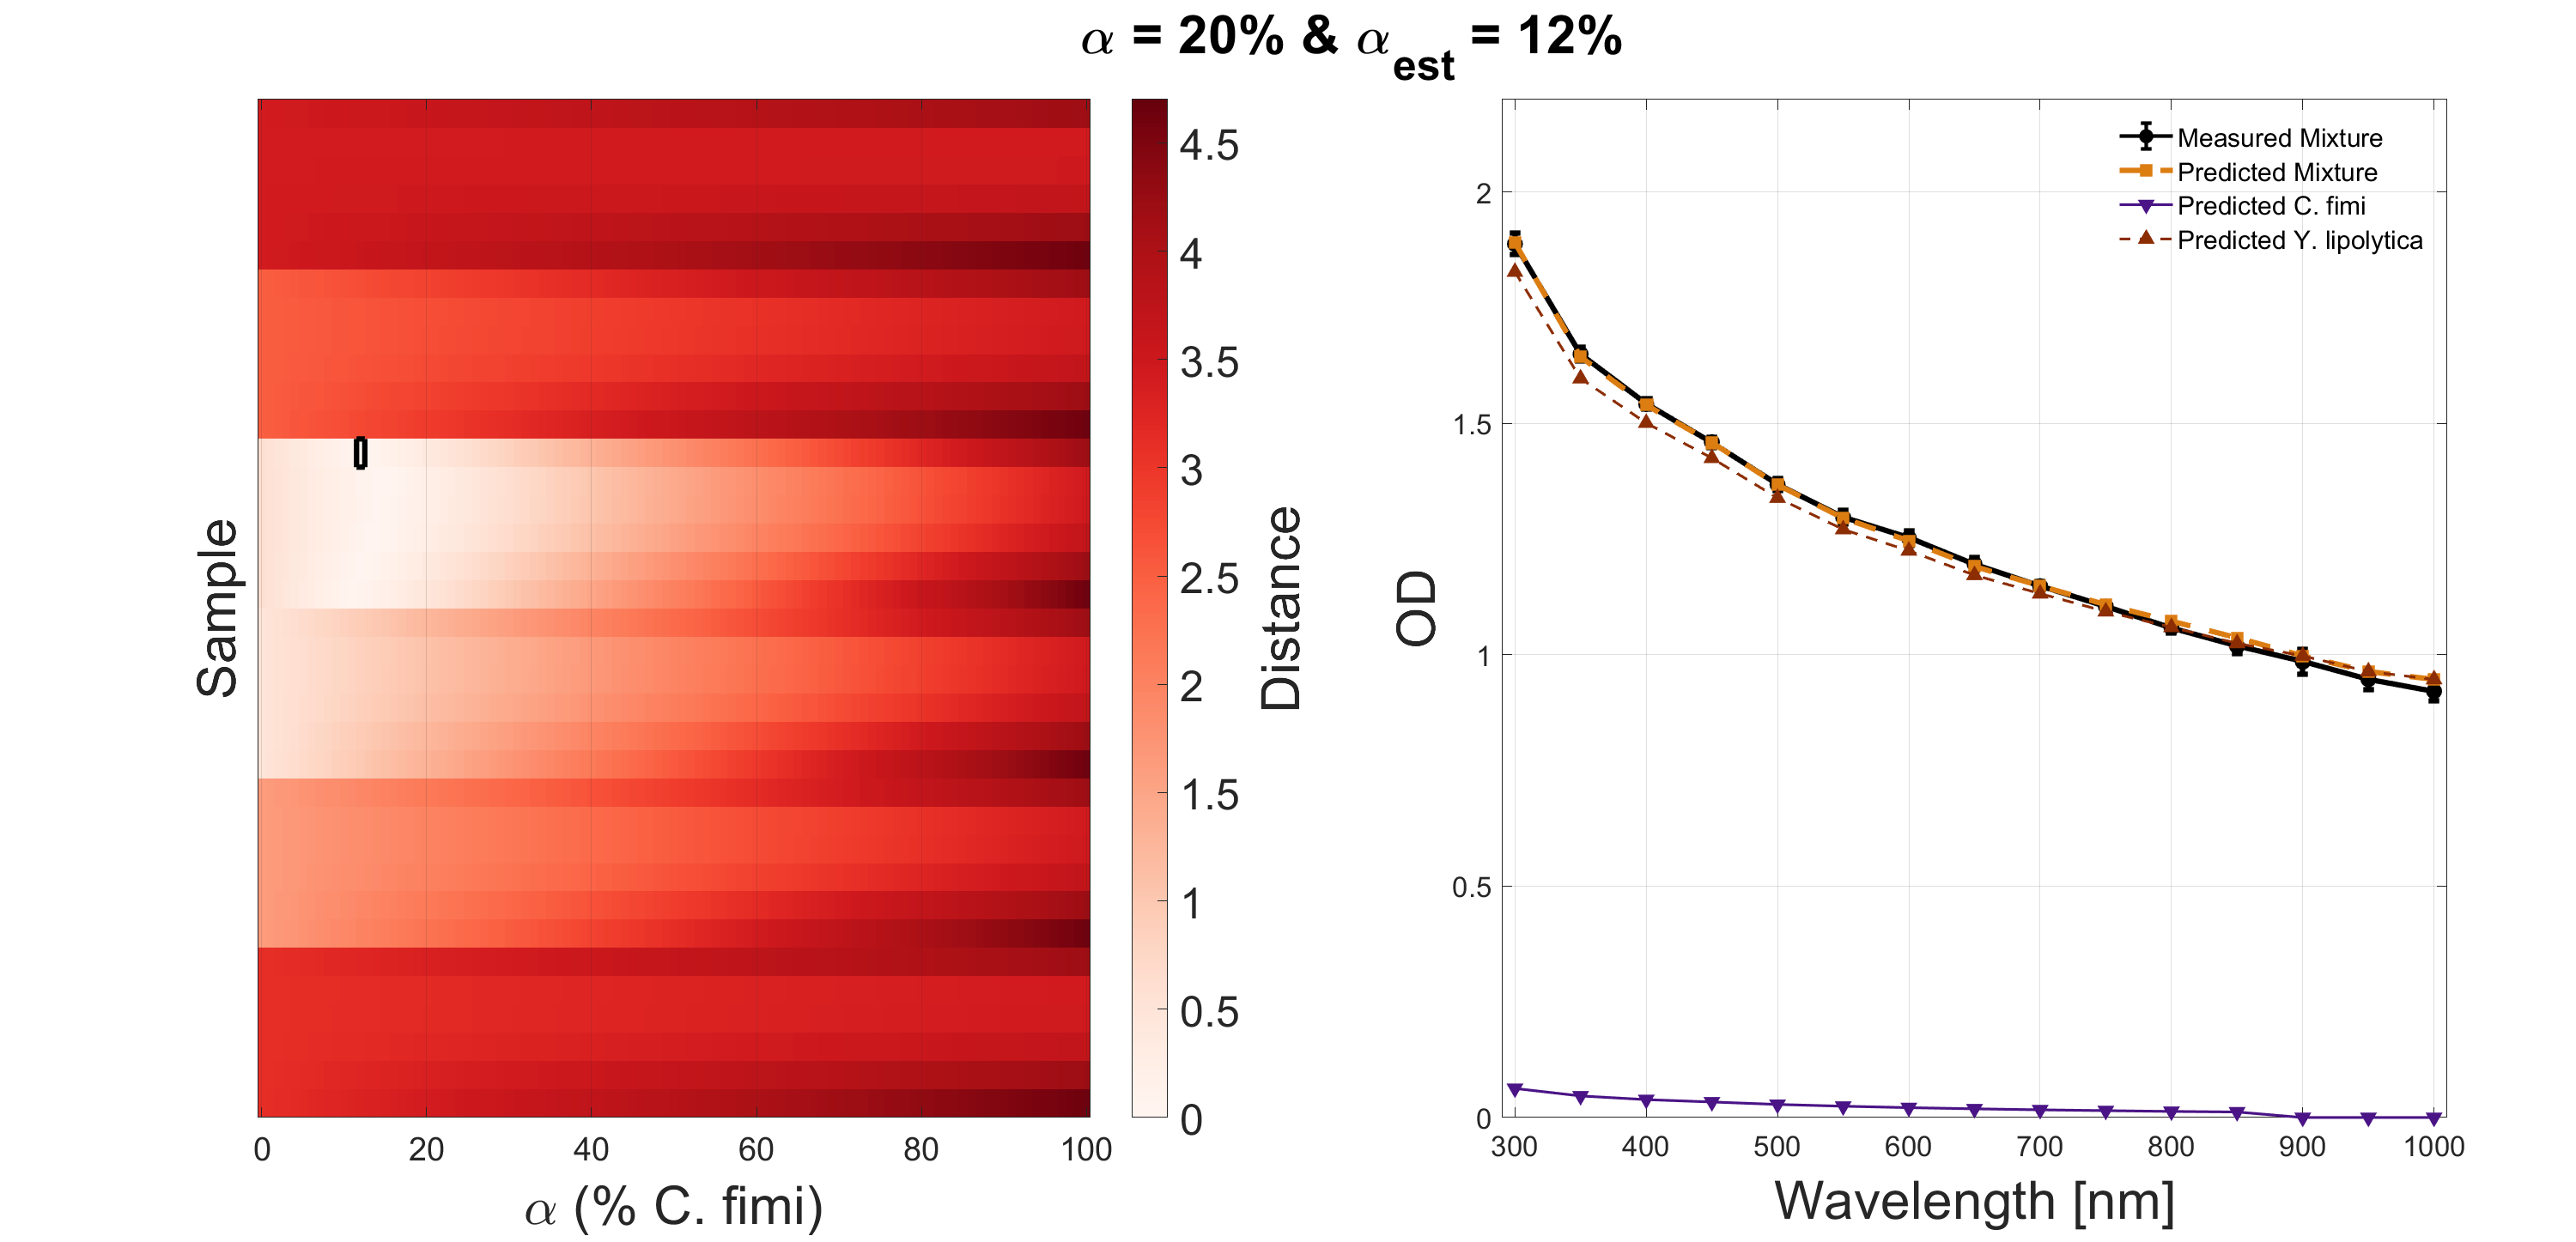 α = 20% & αest = 12%
Sample
0
20
40
60
80
100
α (% C. fimi)
4.5
4
3.5
3
2.5
2
1.5
1
0.5
0
Distance
OD
2
1.5
1
0.5
0
Measured Mixture
Predicted Mixture
Predicted C. fimi
Predicted Y. lipolytica
300
400
500
600
700
800
900
1000
Wavelength [nm]